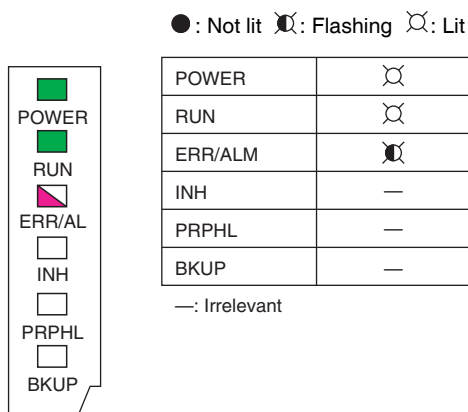 : Not lit : Flashing : Lit
POWER
RUN
ERR/AL
INH
PRPHL
BKUP
POWER
RUN
ERR/ALM
INH —
PRPHL —
BKUP —
—: Irrelevant